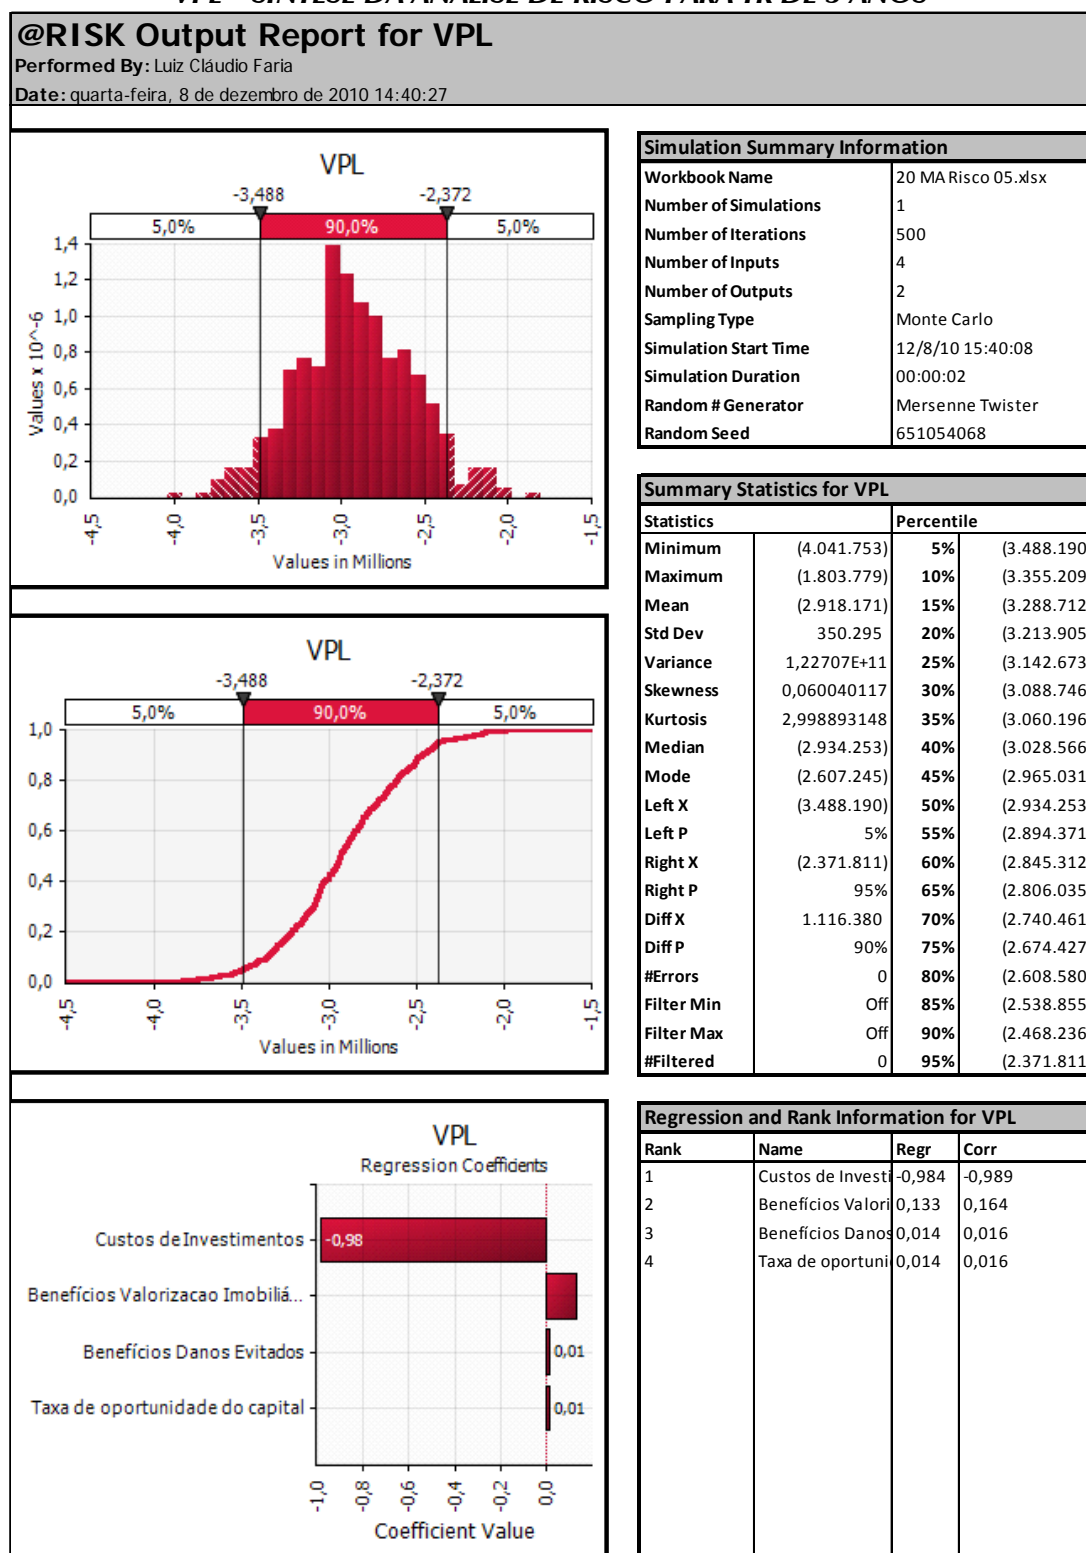 VPL - SÍNTESE DA ANÁLISE DE RISCO PARA TR DE 5 ANOS
@RISK Output Report for VPL
Performed By: Luiz Cláudio Faria
Date: quarta-feira, 8 de dezembro de 2010 14:40:27
VPL
-3,488 -2,372
5,0% 90,0% 5,0%
1,4
1,2
1,0
0,8
0,6
0,4
0,2
0,0
Values x 10^-6
-4,5 -4,0 -3,5 -3,0 -2,5 -2,0 -1,5
Values in Millions
Simulation Summary Information
Workbook Name 20 MA Risco 05.xlsx
Number of Simulations 1
Number of Iterations 500
Number of Inputs 4
Number of Outputs 2
Sampling Type Monte Carlo
Simulation Start Time 12/8/10 15:40:08
Simulation Duration 00:00:02
Random # Generator Mersenne Twister
Random Seed 651054068
Summary Statistics for VPL
Statistics Percentile
Minimum (4.041.753) 5% (3.488.190
Maximum (1.803.779) 10% (3.355.209
Mean (2.918.171) 15% (3.288.712
Std Dev 350.295 20% (3.213.905
Variance 1,22707E+11 25% (3.142.673
Skewness 0,060040117 30% (3.088.746
Kurtosis 2,998893148 35% (3.060.196
Median (2.934.253) 40% (3.028.566
Mode (2.607.245) 45% (2.965.031
Left X (3.488.190) 50% (2.934.253
Left P 5% 55% (2.894.371
Right X (2.371.811) 60% (2.845.312
Right P 95% 65% (2.806.035
Diff X 1.116.380 70% (2.740.461
Diff P 90% 75% (2.674.427
#Errors 0 80% (2.608.580
Filter Min Off 85% (2.538.855
Filter Max Off 90% (2.468.236
#Filtered 0 95% (2.371.811
VPL
-3,488 -2,372
5,0% 90,0% 5,0%
1,0
0,8
0,6
0,4
0,2
0,0
-4,5 -4,0 -3,5 -3,0 -2,5 -2,0 -1,5
Values in Millions
VPL
Regression Coefficients
Custos de Investimentos -0,98
Benefícios Valorizacao Imobiliá...
Benefícios Danos Evitados 0,01
Taxa de oportunidade do capital 0,01
-1,0 -0,8 -0,6 -0,4 -0,2 0,0
Coefficient Value
Regression and Rank Information for VPL
Rank Name Regr Corr
1 Custos de Investi -0,984 -0,989
2 Benefícios Valori 0,133 0,164
3 Benefícios Danos 0,014 0,016
4 Taxa de oportuni 0,014 0,016